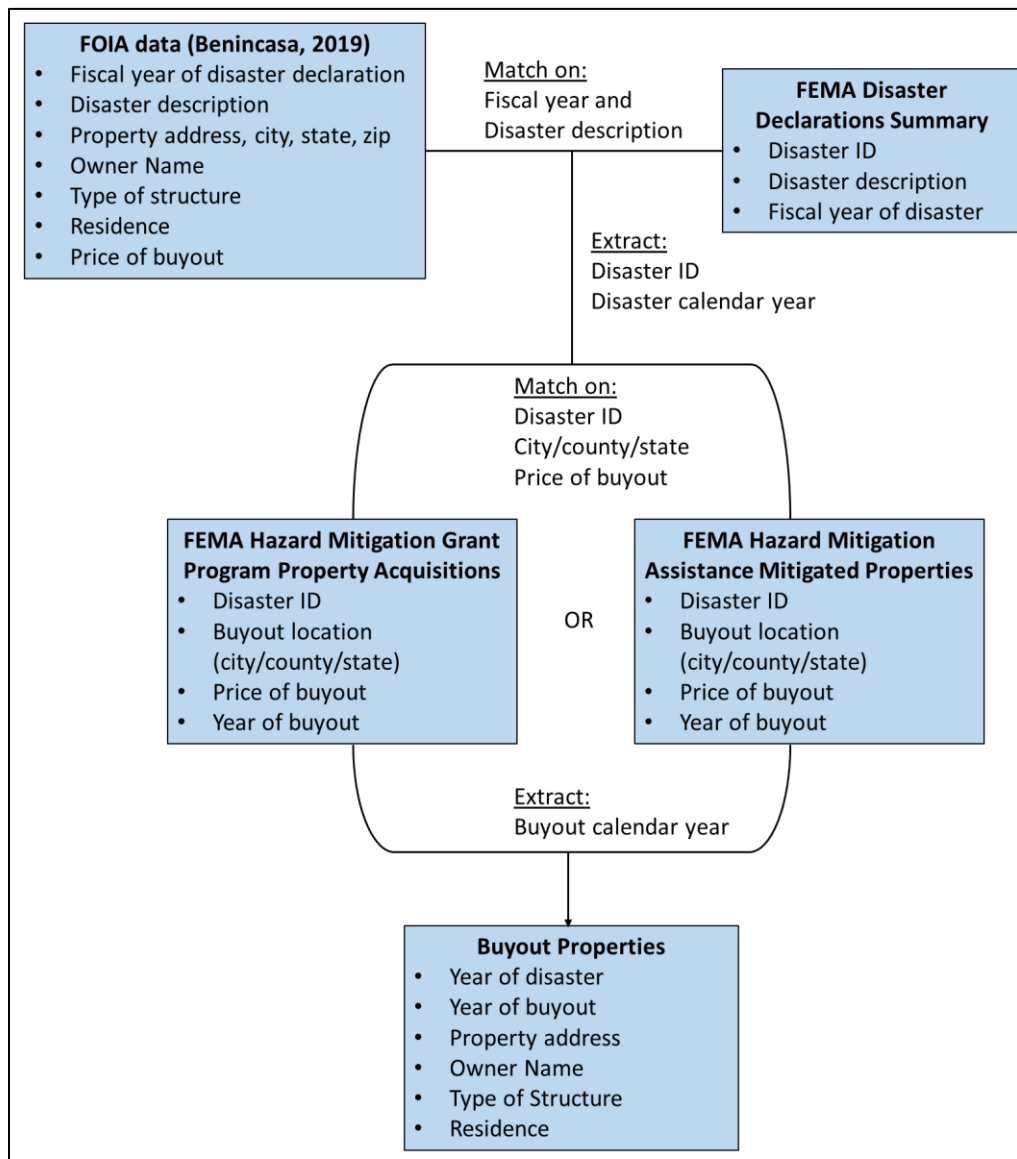 FOIA data (Benincasa, 2019)
• Fiscal year of disaster declaration
• Disaster description
• Property address, city, state, zip
• Owner Name
• Type of structure
• Residence
• Price of buyout
Match on:
Fiscal year and
Disaster description
FEMA Disaster
Declarations Summary
• Disaster ID
• Disaster description
• Fiscal year of disaster
Extract:
Disaster ID
Disaster calendar year
Match on:
Disaster ID
City/county/state
Price of buyout
FEMA Hazard Mitigation Grant
Program Property Acquisitions
• Disaster ID
• Buyout location
(city/county/state)
• Price of buyout
• Year of buyout
OR
FEMA Hazard Mitigation
Assistance Mitigated Properties
• Disaster ID
• Buyout location
(city/county/state)
• Price of buyout
• Year of buyout
Extract:
Buyout calendar year
Buyout Properties
• Year of disaster
• Year of buyout
• Property address
• Owner Name
• Type of Structure
• Residence